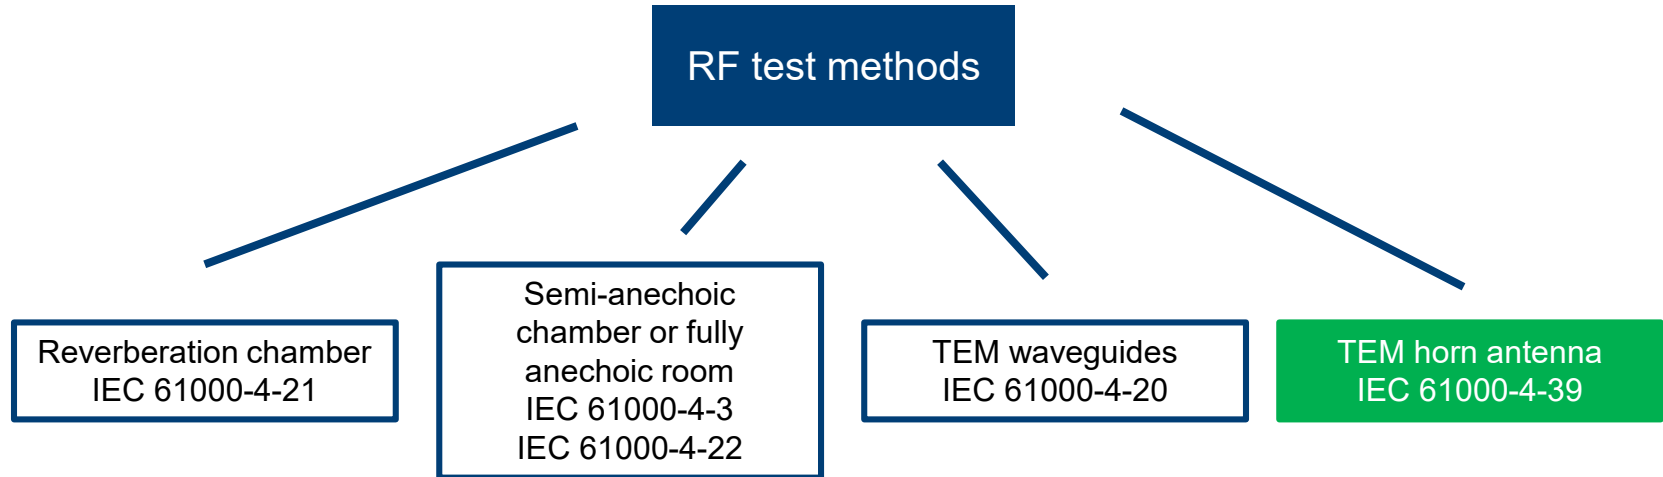 RF test methods
Reverberation chamber
IEC 61000-4-21
Semi-anechoic
chamber or fully
anechoic room
IEC 61000-4-3
IEC 61000-4-22
TEM waveguides
IEC 61000-4-20
TEM horn antenna
IEC 61000-4-39